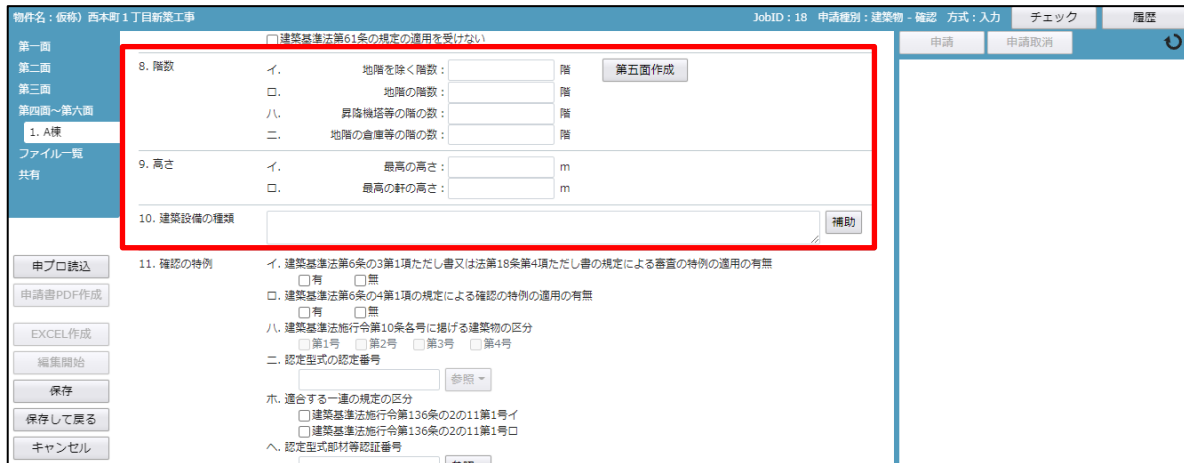 物件名：仮称）西本町１丁目新築工事 JobID：18 申請種別：建築物 - 確認 方式：入力 チェック 履歴
第一面
第二面
第三面
第四面～第六面
1. A棟
ファイル一覧
共有
申プロ読込
申請書PDF作成
EXCEL作成
編集開始
保存
保存して戻る
キャンセル
建築基準法第61条の規定の適用を受けない
8. 階数 イ. 地階を除く階数： 階 第五面作成
ロ. 地階の階数： 階
ハ. 昇降機塔等の階の数： 階
ニ. 地階の倉庫等の階の数： 階
9. 高さ イ. 最高の高さ： m
ロ. 最高の軒の高さ： m
10. 建築設備の種類 補助
11. 確認の特例 イ. 建築基準法第6条の3第1項ただし書又は法第18条第4項ただし書の規定による審査の特例の適用の有無
有 無
ロ. 建築基準法第6条の4第1項の規定による確認の特例の適用の有無
有 無
ハ. 建築基準法施行令第10条各号に掲げる建築物の区分
第1号 第2号 第3号 第4号
ニ. 認定型式の認定番号
参照
ホ. 適合する一連の規定の区分
建築基準法施行令第136条の2の11第1号イ
建築基準法施行令第136条の2の11第1号ロ
ヘ. 認定型式部材等認証番号
申請 申請取消